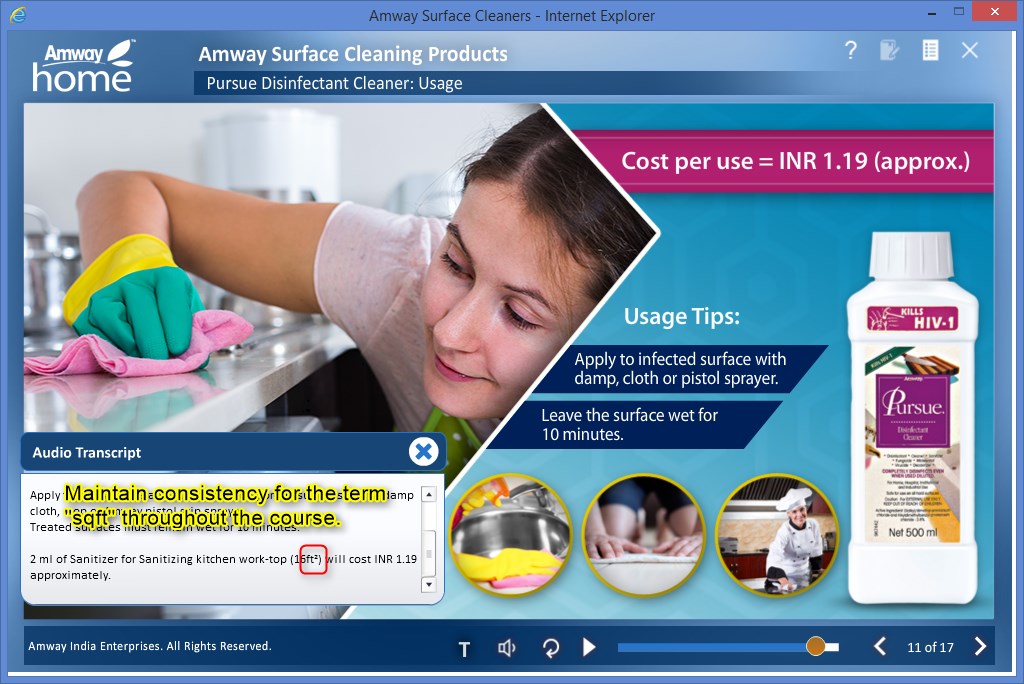 Amway Surface Cleaners - Internet Explorer
Amway™
home
Amway Surface Cleaning Products
?
Pursue Disinfectant Cleaner: Usage
Cost per use = INR 1.19 (approx.)
KILLS
HIV-1
Usage Tips:
Apply to infected surface with
damp, cloth or pistol sprayer.
Leave the surface wet for
10 minutes.
Kills HIV-1
Amway
Pursue.
Disinfectant
Cleaner
Net 500 ml
Audio Transcript
Maintain consistency for the term
"sqft" throughout the course.
Apply damp
cloth,
Treated surfaces must remain wet for 10 minutes.
2 ml of Sanitizer for Sanitizing kitchen work-top (16ft²) will cost INR 1.19
approximately.
Amway India Enterprises. All Rights Reserved.
T
11 of 17